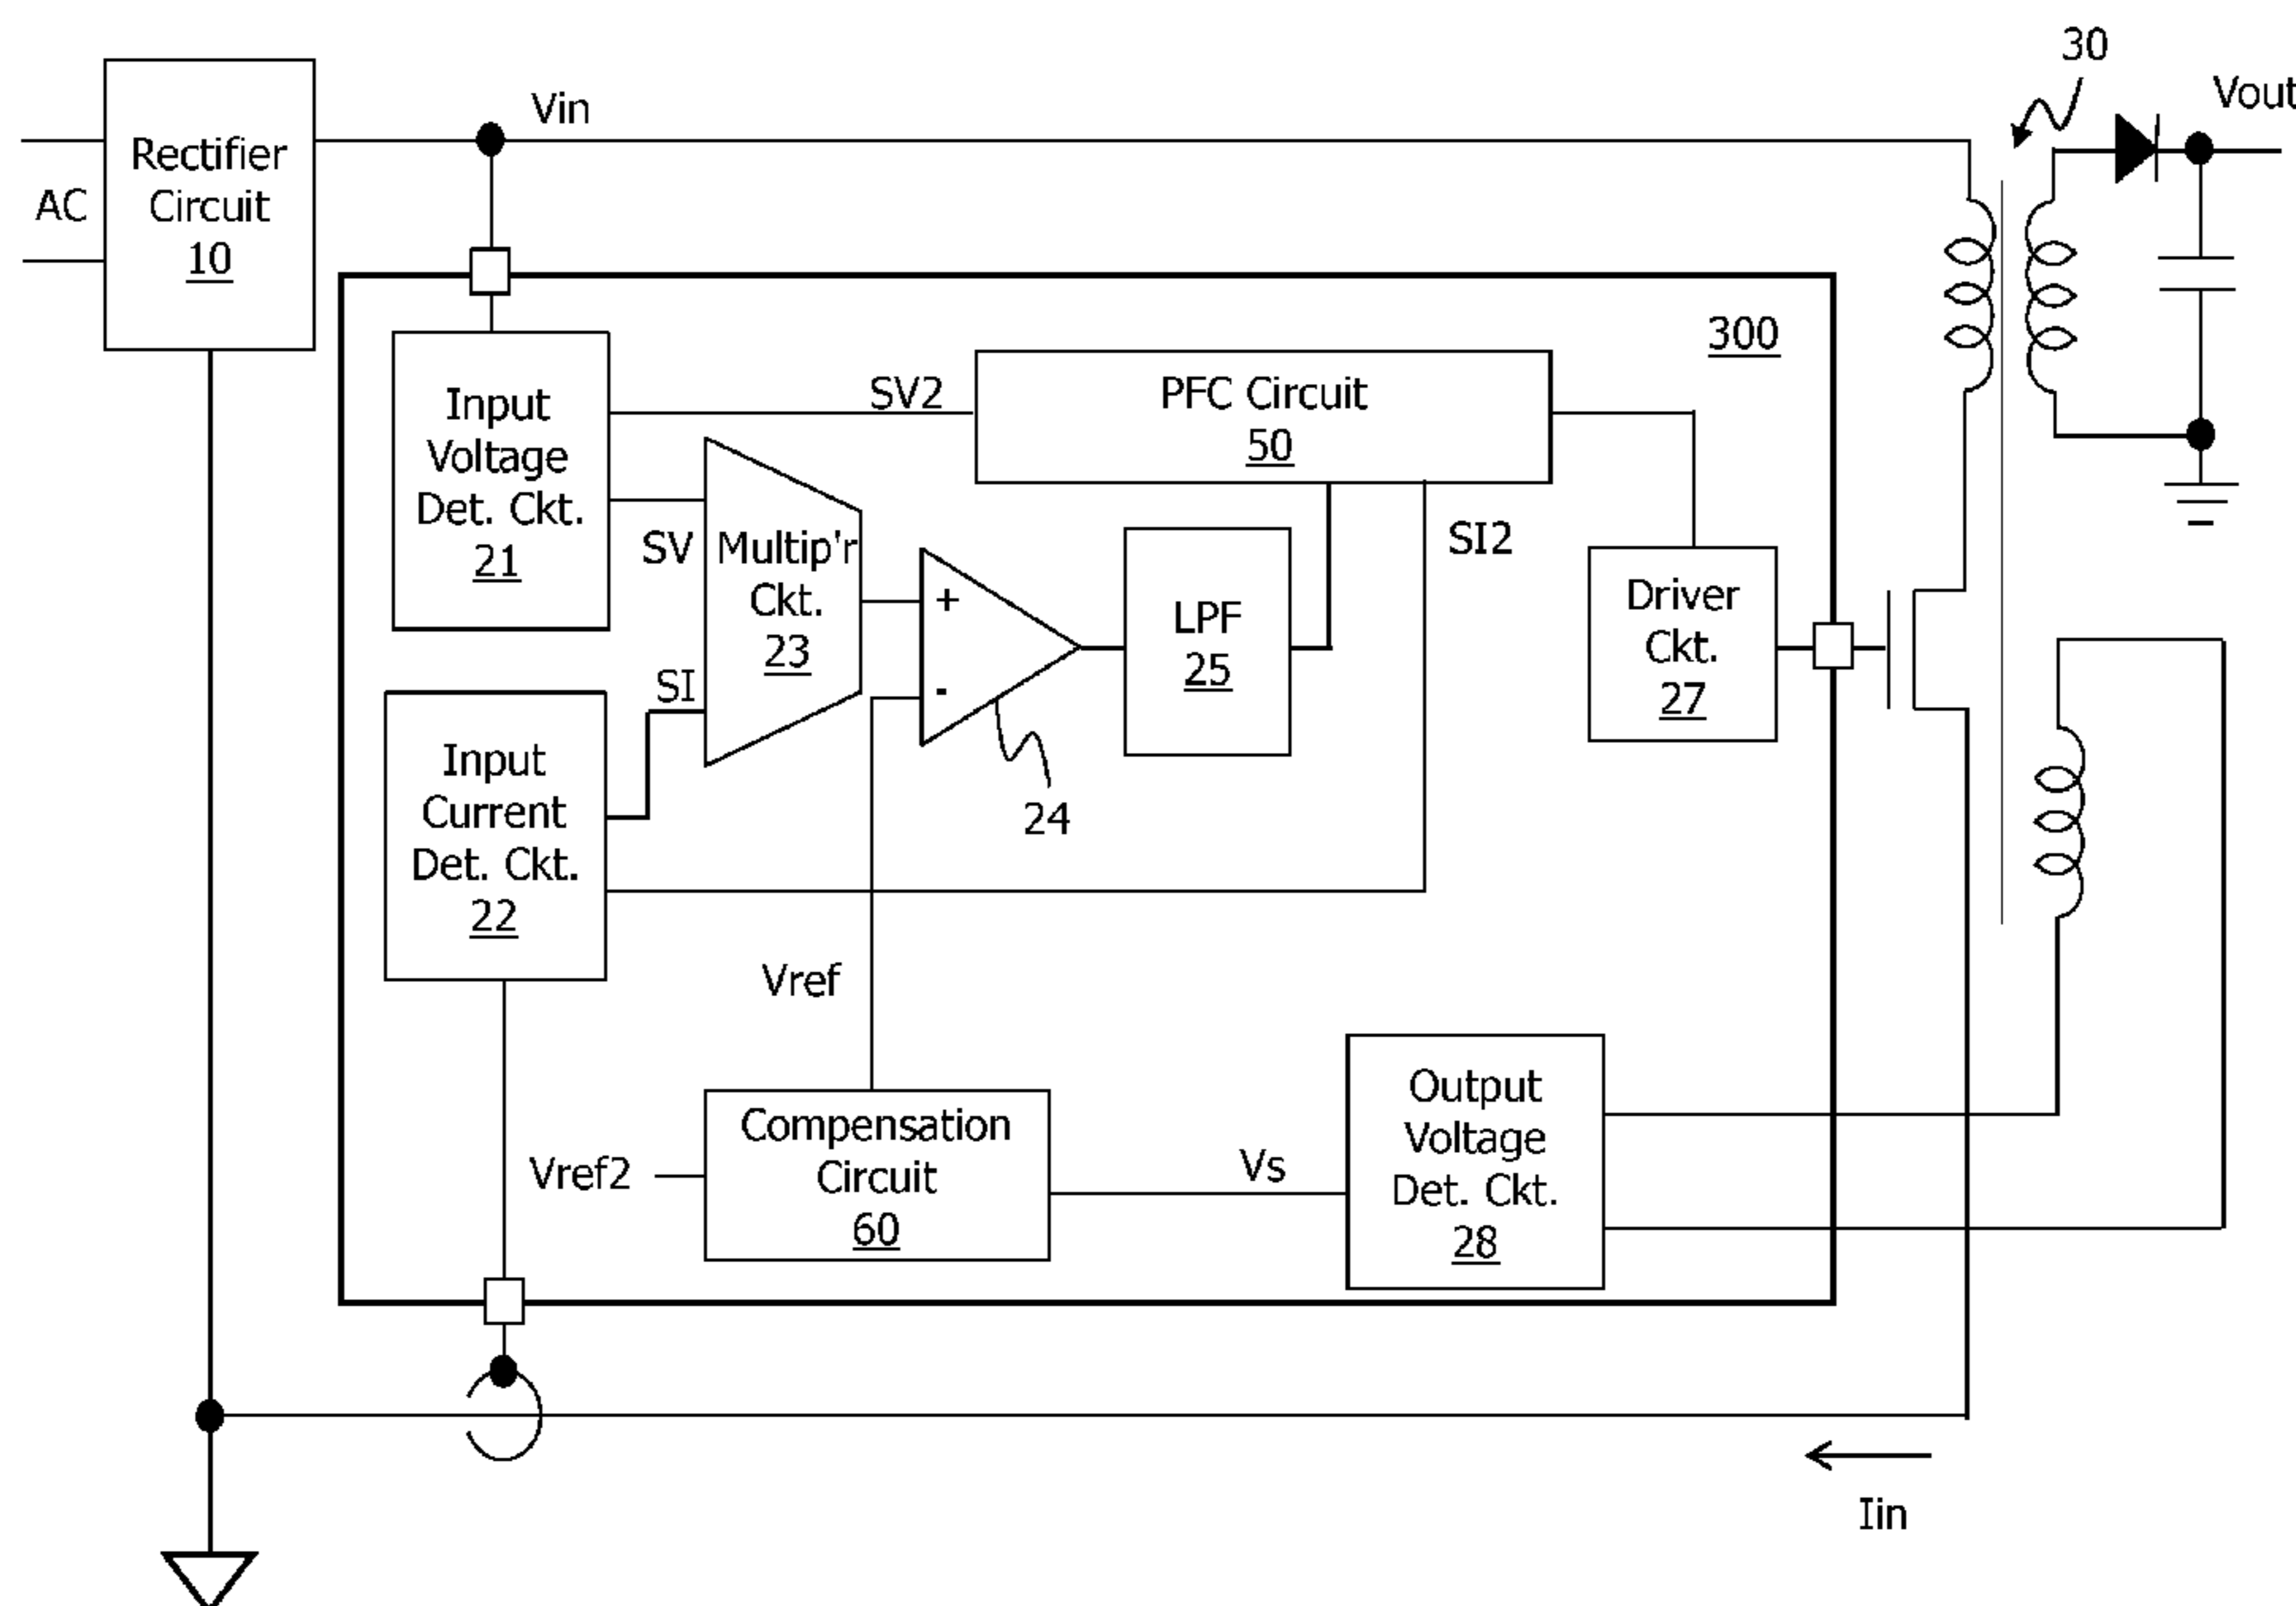 30
Vout
Vin
Rectifier
Circuit
10
AC
300
Input
Voltage
Det. Ckt.
21
SV2
PFC Circuit
50
SV
Multip'r
Ckt.
23
SI
+
-
24
LPF
25
SI2
Driver
Ckt.
27
Input
Current
Det. Ckt.
22
Vref
Compensation
Circuit
60
Vref2
Vs
Output
Voltage
Det. Ckt.
28
Iin